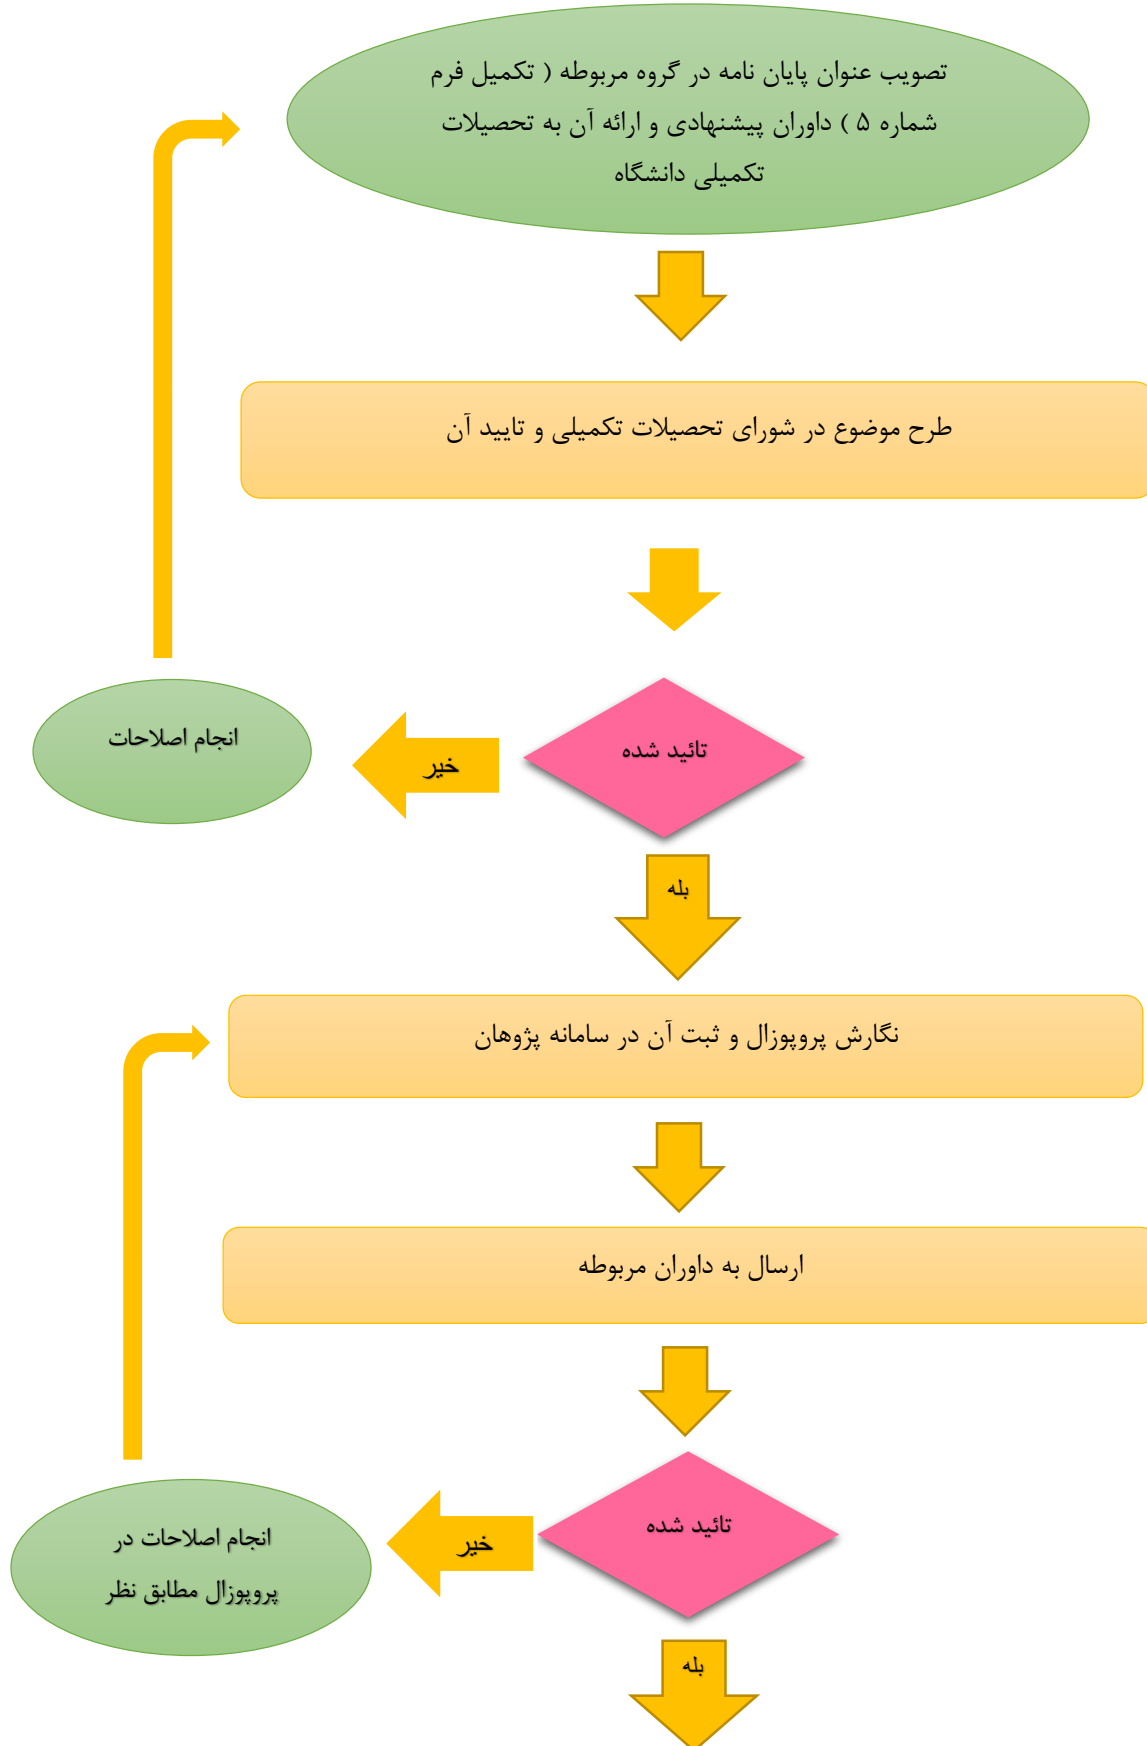 تصویب عنوان پایان نامه در گروه مربوطه ( تکمیل فرم
شماره ۵ ) داوران پیشنهادی و ارائه آن به تحصیلات
تکمیلی دانشگاه
طرح موضوع در شورای تحصیلات تکمیلی و تایید آن
تائید شده
خیر
انجام اصلاحات
بله
نگارش پروپوزال و ثبت آن در سامانه پژوهان
ارسال به داوران مربوطه
تائید شده
خیر
انجام اصلاحات در
پروپوزال مطابق نظر
بله